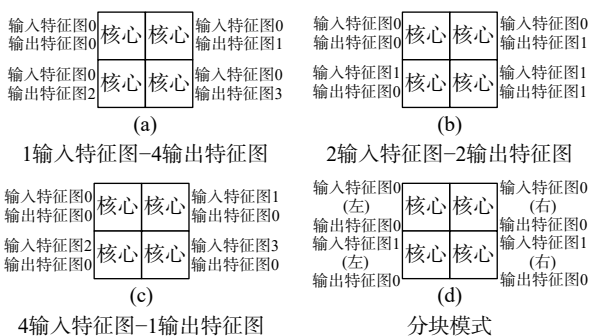 输入特征图0 核心 核心 输入特征图0
输出特征图0 输出特征图1
输入特征图0 核心 核心 输入特征图0
输出特征图2 输出特征图3
(a)
1输入特征图−4输出特征图
输入特征图0 核心 核心 输入特征图0
输出特征图0 输出特征图1
输入特征图1 核心 核心 输入特征图1
输出特征图0 输出特征图1
(b)
2输入特征图−2输出特征图
输入特征图0 核心 核心 输入特征图1
输出特征图0 输出特征图0
输入特征图2 核心 核心 输入特征图3
输出特征图0 输出特征图0
(c)
4输入特征图−1输出特征图
输入特征图0 输入特征图0
(左) 核心 核心 (右)
输出特征图0 输出特征图0
输入特征图1 输入特征图1
(左) 核心 核心 (右)
输出特征图0 输出特征图0
(d)
分块模式